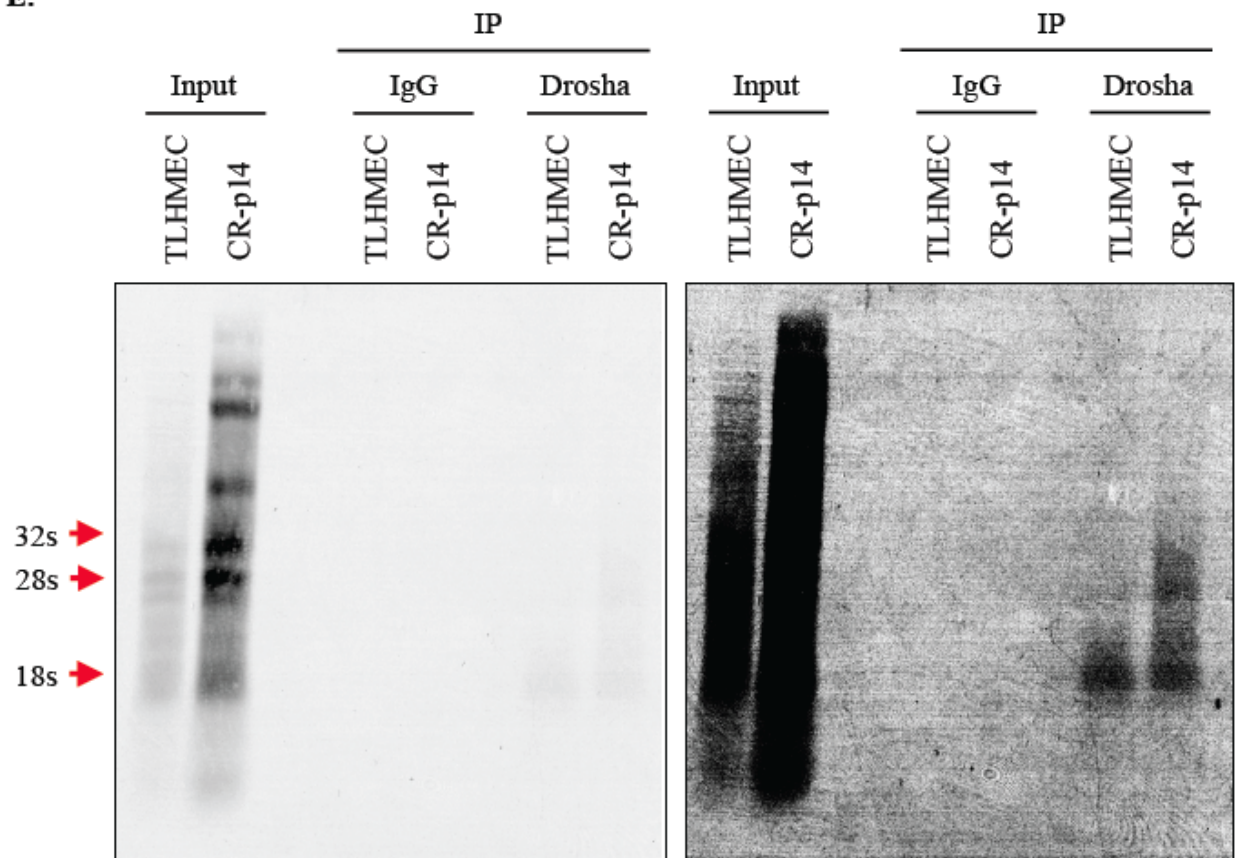 E.
IP IP
Input IgG Drosha Input IgG Drosha
TLHMEC CR-p14 TLHMEC CR-p14 TLHMEC CR-p14 TLHMEC CR-p14 TLHMEC CR-p14 TLHMEC CR-p14
32s
28s
18s